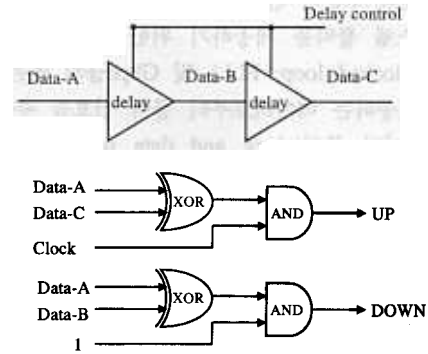 Delay control
Data-A Data-B Data-C
delay delay
Data-A
XOR
Data-C
AND
UP
Clock
Data-A
XOR
Data-B
AND
DOWN
1